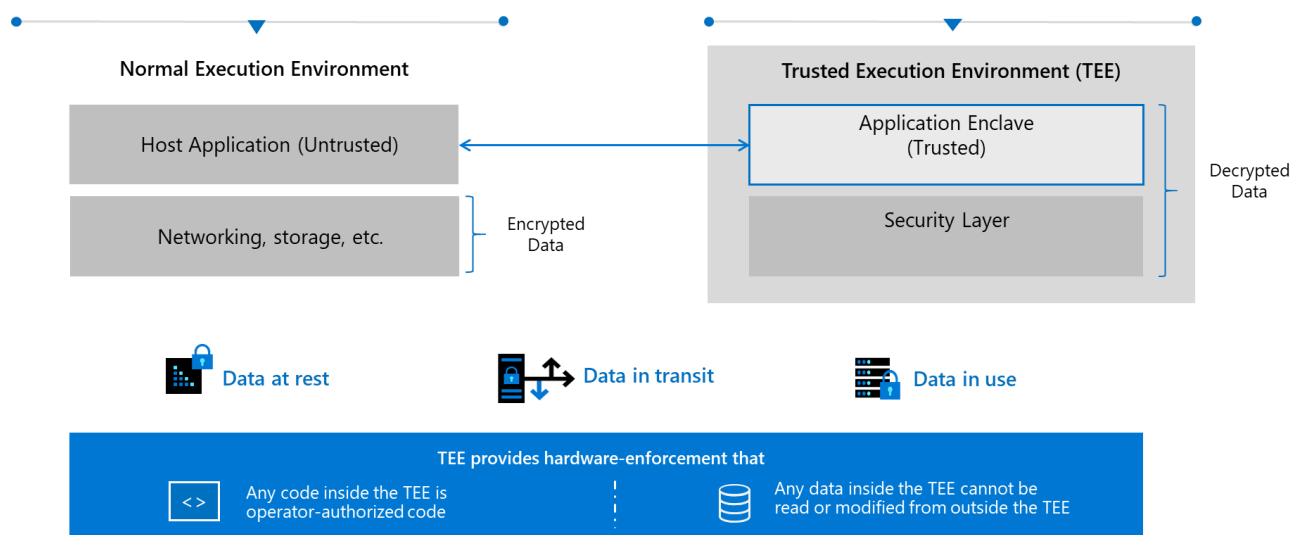 Normal Execution Environment
Trusted Execution Environment (TEE)
Host Application (Untrusted)
Application Enclave
(Trusted)
Decrypted
Data
Networking, storage, etc.
Encrypted
Data
Security Layer
Data at rest
Data in transit
Data in use
TEE provides hardware-enforcement that
<>
Any code inside the TEE is
operator-authorized code
Any data inside the TEE cannot be
read or modified from outside the TEE